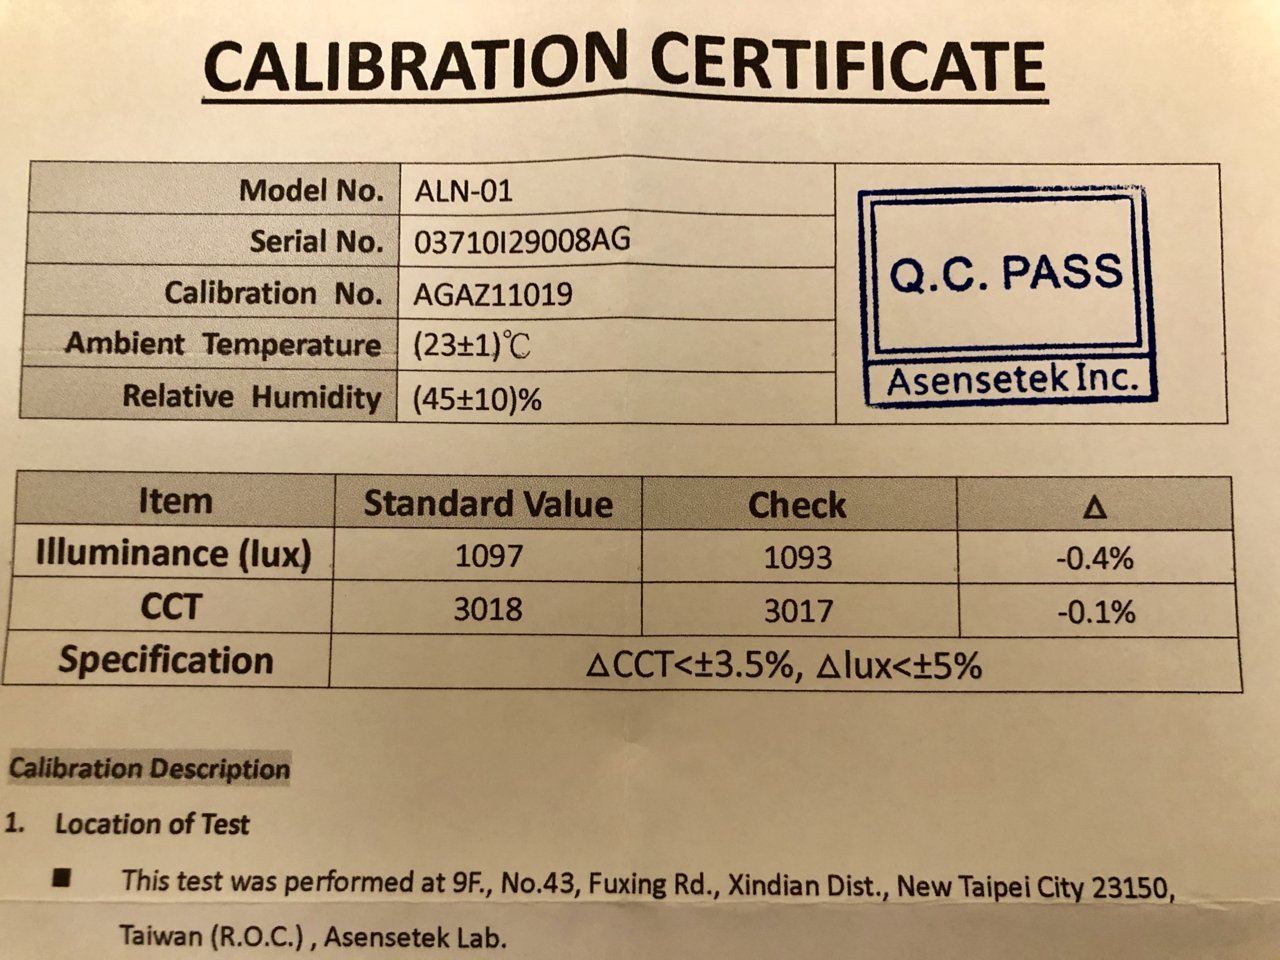 CALIBRATION CERTIFICATE
Model No. ALN-01
Serial No. 03710I29008AG
Calibration No. AGAZ11019
Ambient Temperature (23±1)℃
Relative Humidity (45±10)%
Q.C. PASS
Asensetek Inc.
Item Standard Value Check Δ
Illuminance (lux) 1097 1093 -0.4%
CCT 3018 3017 -0.1%
Specification ΔCCT<±3.5%, Δlux<±5%
Calibration Description
1. Location of Test
■ This test was performed at 9F., No.43, Fuxing Rd., Xindian Dist., New Taipei City 23150,
Taiwan (R.O.C.) , Asensetek Lab.